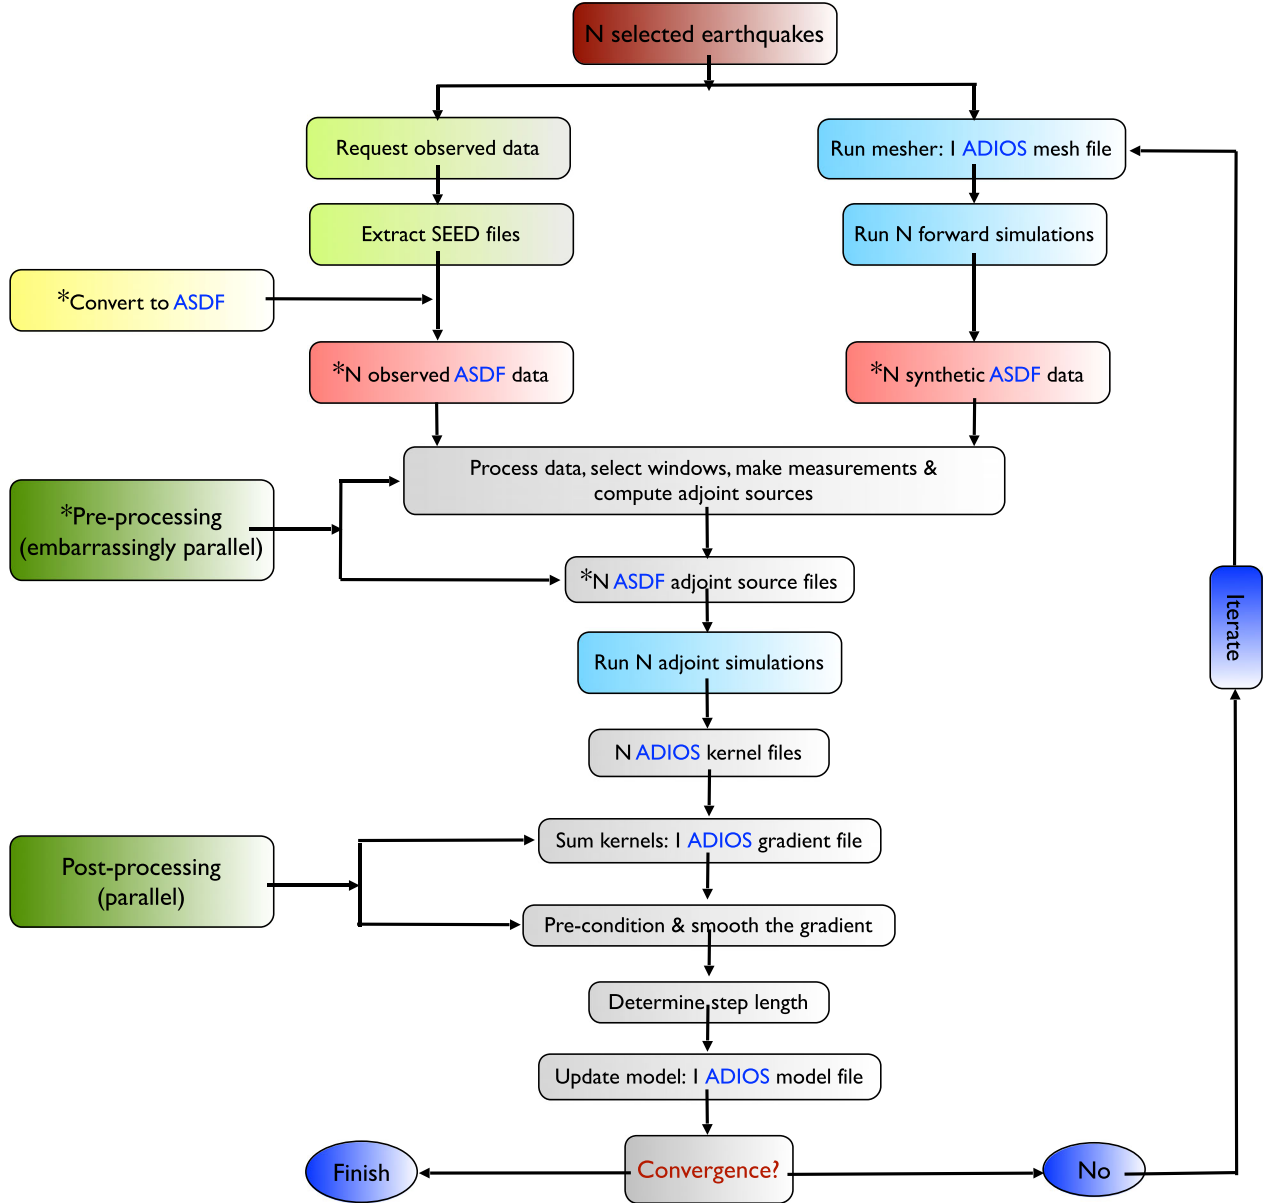 N selected earthquakes
Request observed data
Run mesher: 1 ADIOS mesh file
Extract SEED files
Run N forward simulations
*Convert to ASDF
*N observed ASDF data
*N synthetic ASDF data
Process data, select windows, make measurements &
compute adjoint sources
*Pre-processing
(embarrassingly parallel)
*N ASDF adjoint source files
Iterate
Run N adjoint simulations
N ADIOS kernel files
Sum kernels: 1 ADIOS gradient file
Post-processing
(parallel)
Pre-condition & smooth the gradient
Determine step length
Update model: 1 ADIOS model file
Finish
Convergence?
No